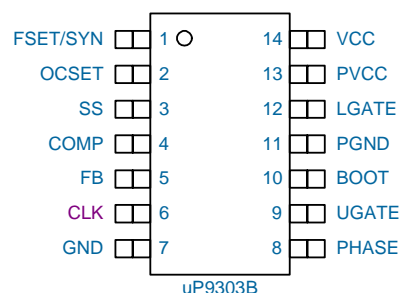 FSET/SYN 1 14 VCC
OCSET 2 13 PVCC
SS 3 12 LGATE
COMP 4 11 PGND
FB 5 10 BOOT
CLK 6 9 UGATE
GND 7 8 PHASE
uP9303B